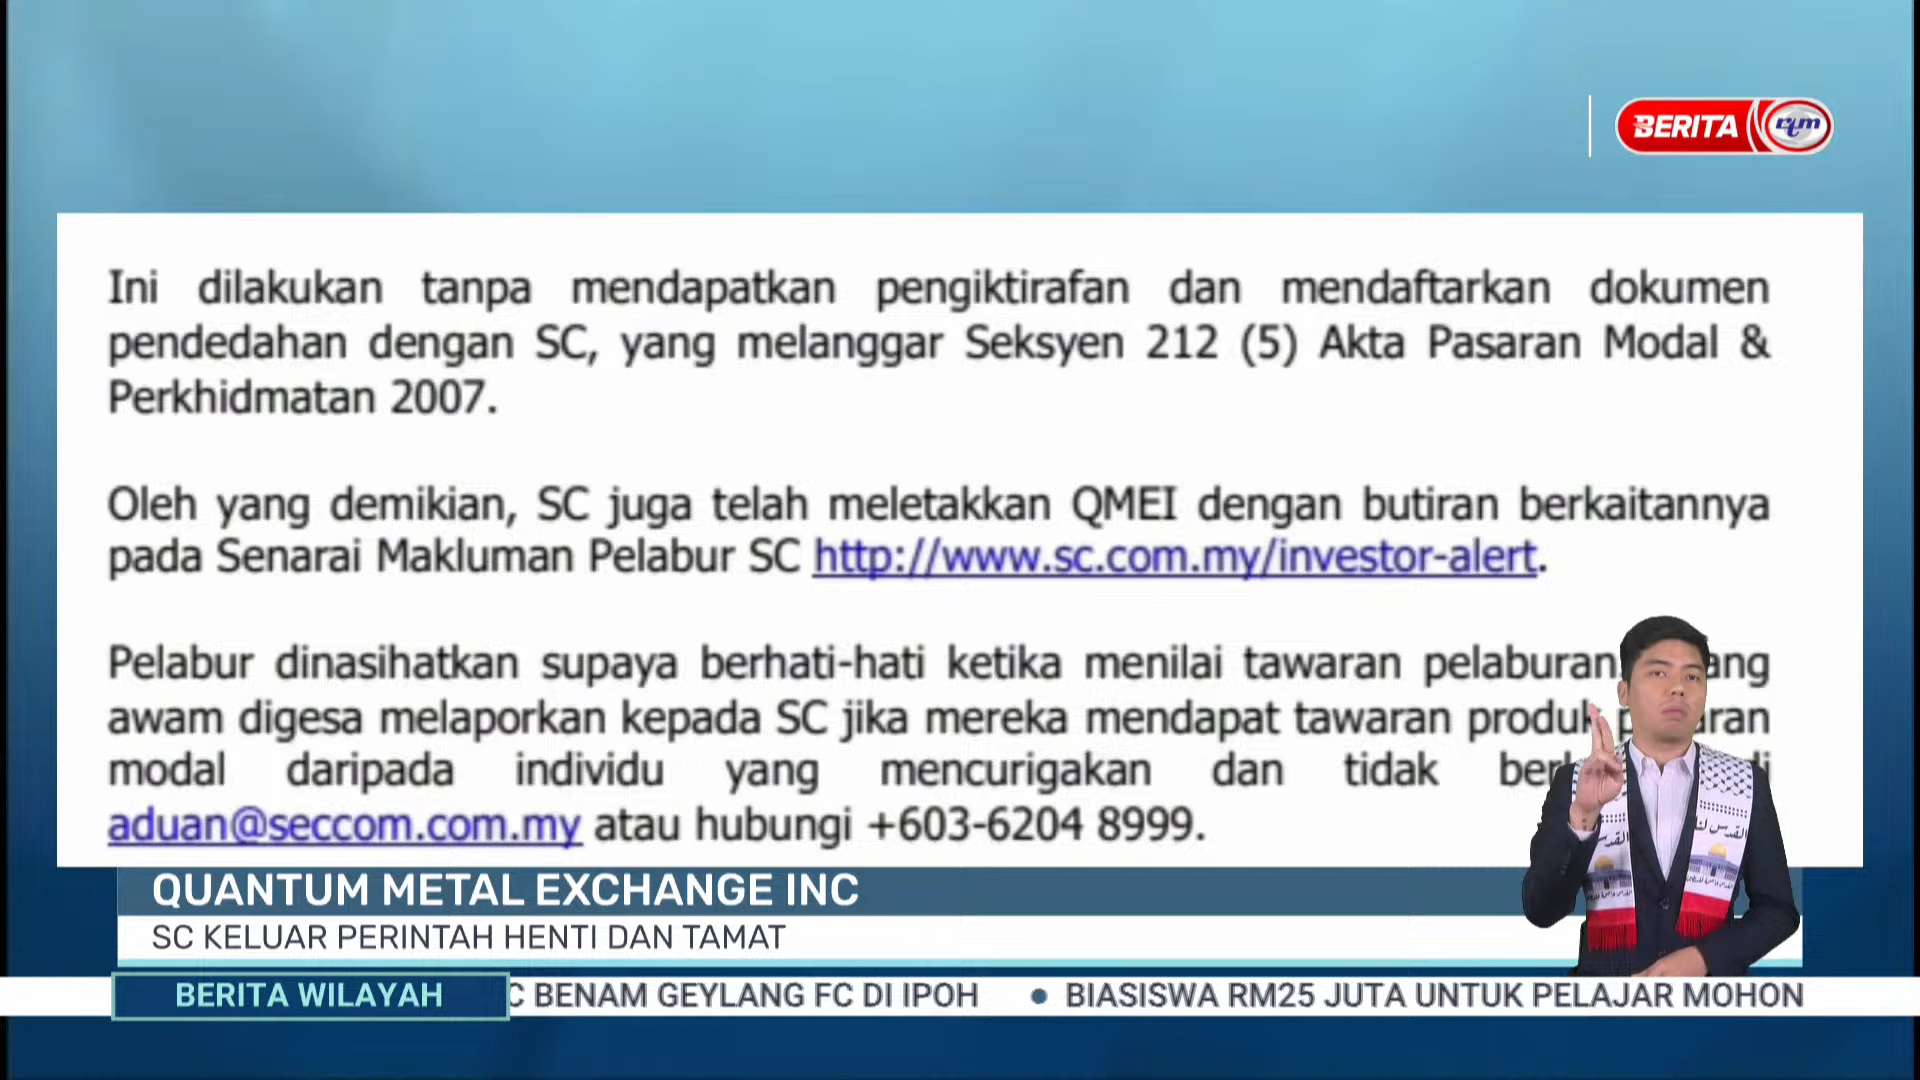 BERITA rtm
Ini dilakukan tanpa mendapatkan pengiktirafan dan mendaftarkan dokumen
pendedahan dengan SC, yang melanggar Seksyen 212 (5) Akta Pasaran Modal &
Perkhidmatan 2007.
Oleh yang demikian, SC juga telah meletakkan QMEI dengan butiran berkaitannya
pada Senarai Makluman Pelabur SC http://www.sc.com.my/investor-alert.
Pelabur dinasihatkan supaya berhati-hati ketika menilai tawaran pelaburan.
awam digesa melaporkan kepada SC jika mereka mendapat tawaran produk
modal daripada individu yang mencurigakan dan tidak
aduan@seccom.com.my atau hubungi +603-6204 8999.
QUANTUM METAL EXCHANGE INC
SC KELUAR PERINTAH HENTI DAN TAMAT
BERITA WILAYAH C BENAM GEYLANG FC DI IPOH • BIASISWA RM25 JUTA UNTUK PELAJAR MOHON